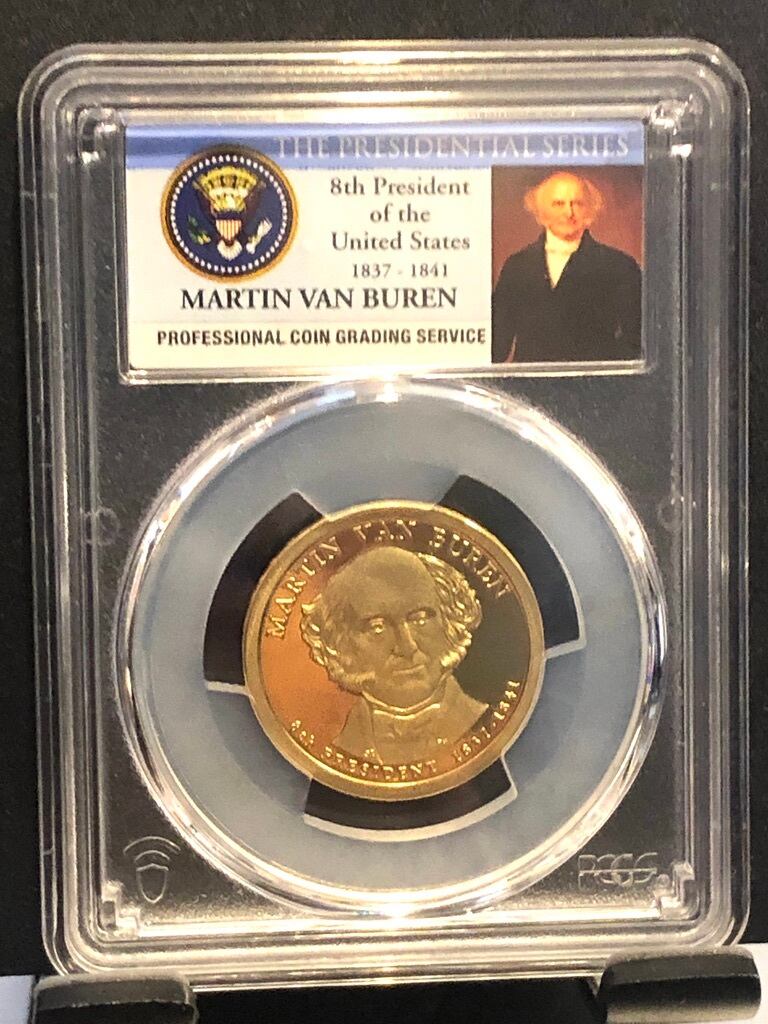 THE PRESIDENTIAL SERIES
8th President
of the
United States
1837 - 1841
MARTIN VAN BUREN
PROFESSIONAL COIN GRADING SERVICE
MARTIN VAN BUREN
8th PRESIDENT 1837-1841
PCGS